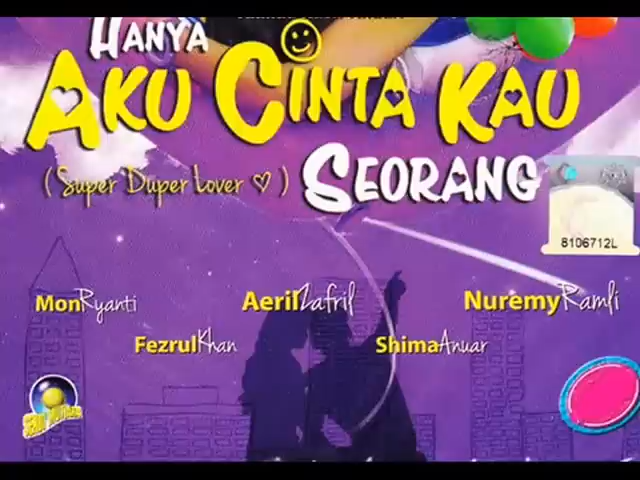 HANYA
AKU CINTA KAU
(Super Duper Lover ♡) SEORANG
8106712L
MonRyanti AerilZafril NuremyRamli
FezrulKhan ShimaAnuar